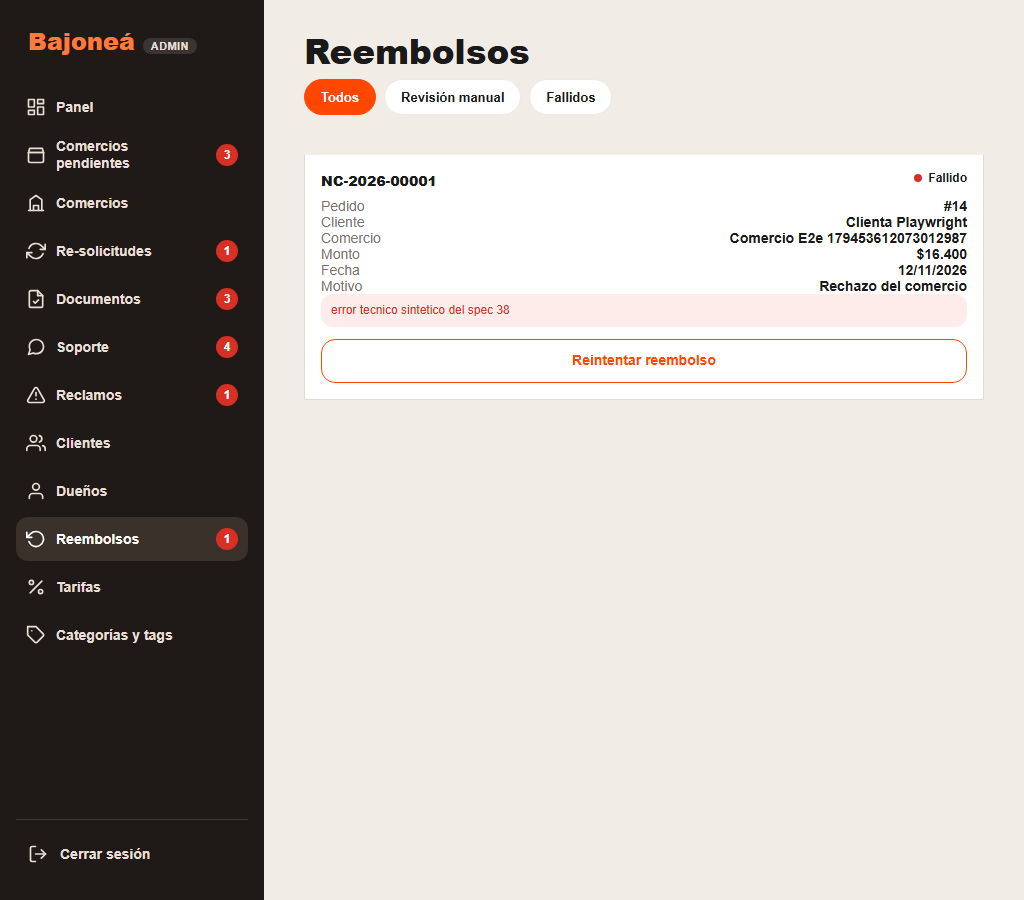 Bajoneá ADMIN
Panel
Comercios
pendientes 3
Comercios
Re-solicitudes 1
Documentos 3
Soporte 4
Reclamos 1
Clientes
Dueños
Reembolsos 1
Tarifas
Categorías y tags
Cerrar sesión
Reembolsos
Todos Revisión manual Fallidos
NC-2026-00001 Fallido
Pedido #14
Cliente Clienta Playwright
Comercio Comercio E2e 179453612073012987
Monto $16.400
Fecha 12/11/2026
Motivo Rechazo del comercio
error tecnico sintetico del spec 38
Reintentar reembolso